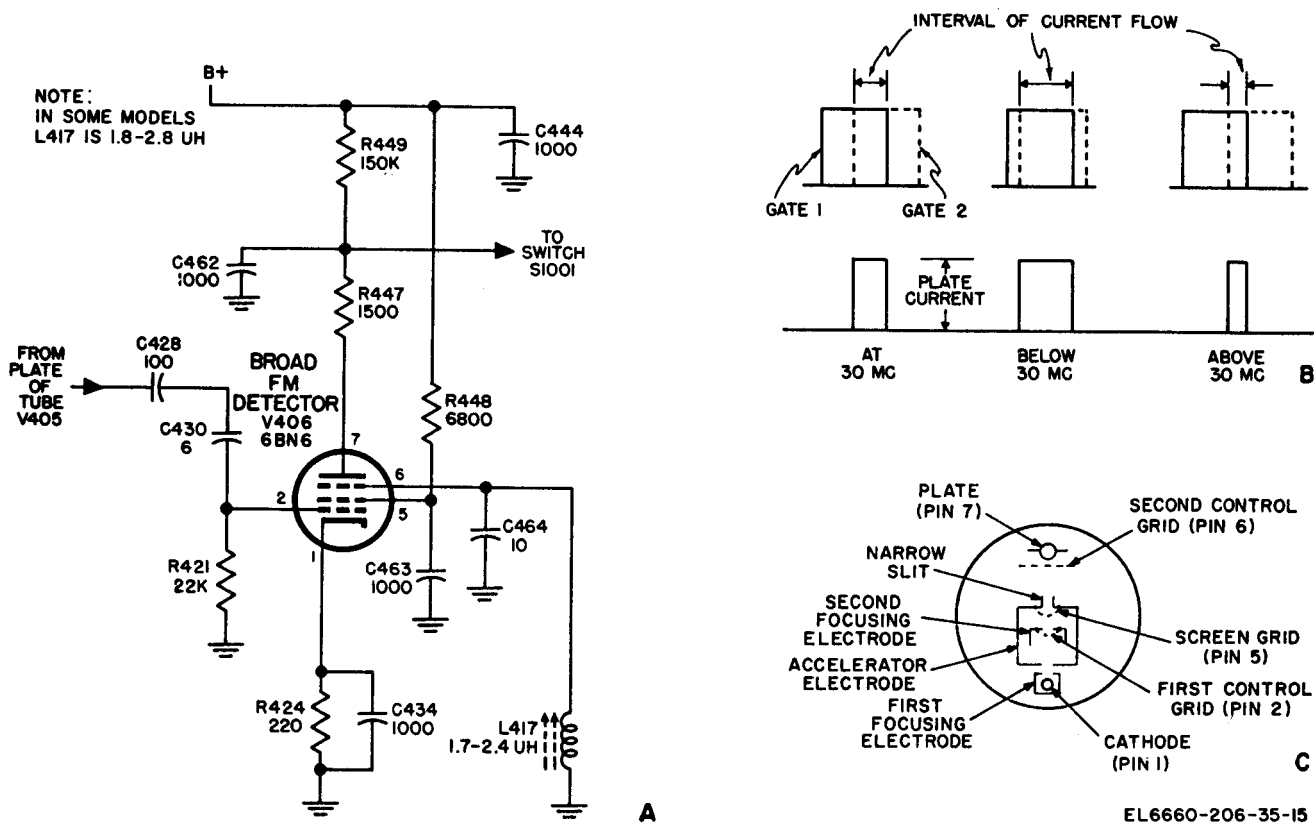 NOTE:
IN SOME MODELS
L417 IS 1.8-2.8 UH
B+
R449
150K
C444
1000
C462
1000
TO
SWITCH
S1001
R447
1500
FROM
PLATE
OF
TUBE
V405
C428
100
C430
6
BROAD
FM
DETECTOR
V406
6BN6
R448
6800
7
6
2
5
1
R421
22K
C463
1000
C464
10
R424
220
C434
1000
L417
1.7-2.4 UH
A
INTERVAL OF CURRENT FLOW
GATE 1
GATE 2
PLATE
CURRENT
AT
30 MC
BELOW
30 MC
ABOVE
30 MC
B
PLATE
(PIN 7)
SECOND CONTROL
GRID (PIN 6)
NARROW
SLIT
SECOND
FOCUSING
ELECTRODE
SCREEN GRID
(PIN 5)
ACCELERATOR
ELECTRODE
FIRST CONTROL
GRID (PIN 2)
FIRST
FOCUSING
ELECTRODE
CATHODE
(PIN 1)
C
EL6660-206-35-15